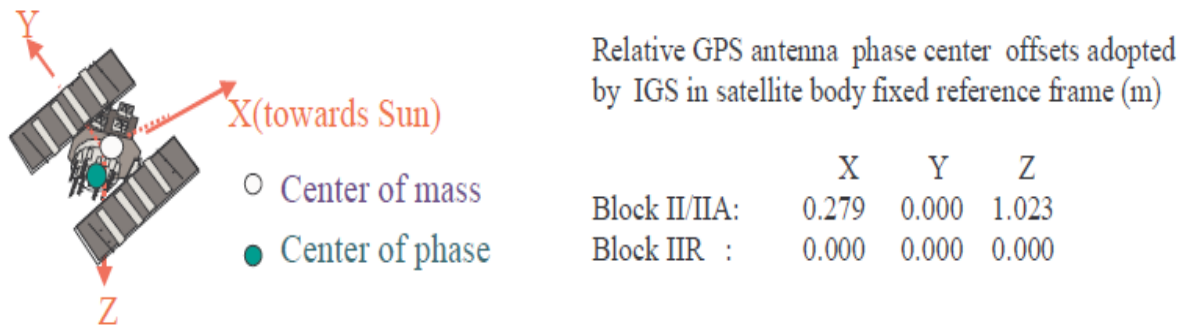 Y
X(towards Sun)
Center of mass
Center of phase
Z
Relative GPS antenna phase center offsets adopted
by IGS in satellite body fixed reference frame (m)
X Y Z
Block II/IIA: 0.279 0.000 1.023
Block IIR : 0.000 0.000 0.000